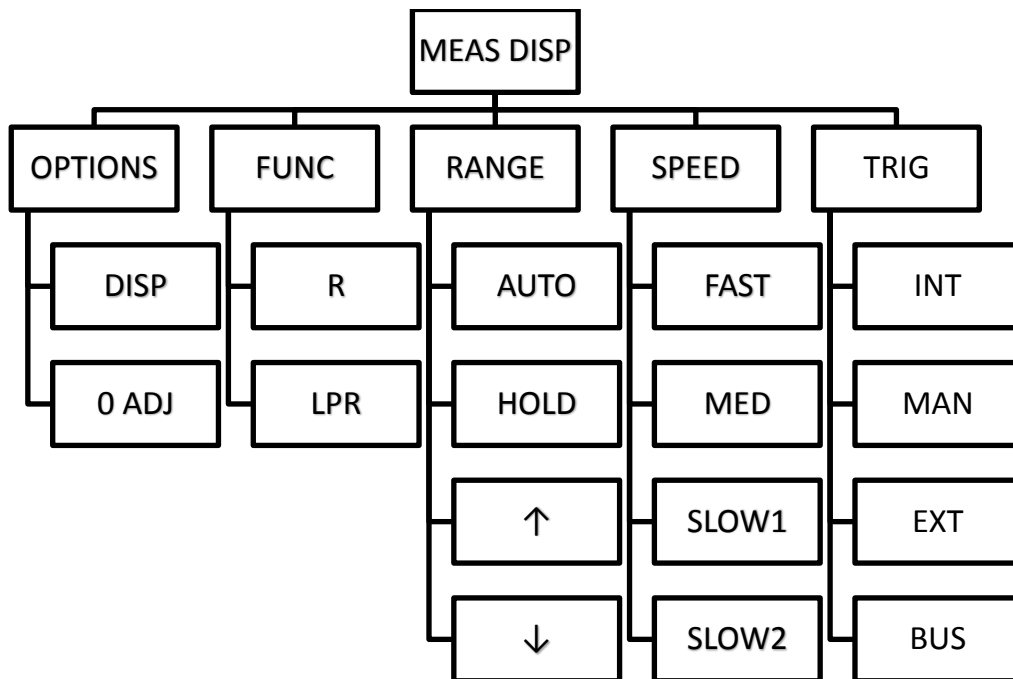 MEAS DISP
OPTIONS
FUNC
RANGE
SPEED
TRIG
DISP
R
AUTO
FAST
INT
0 ADJ
LPR
HOLD
MED
MAN
↑
SLOW1
EXT
↓
SLOW2
BUS